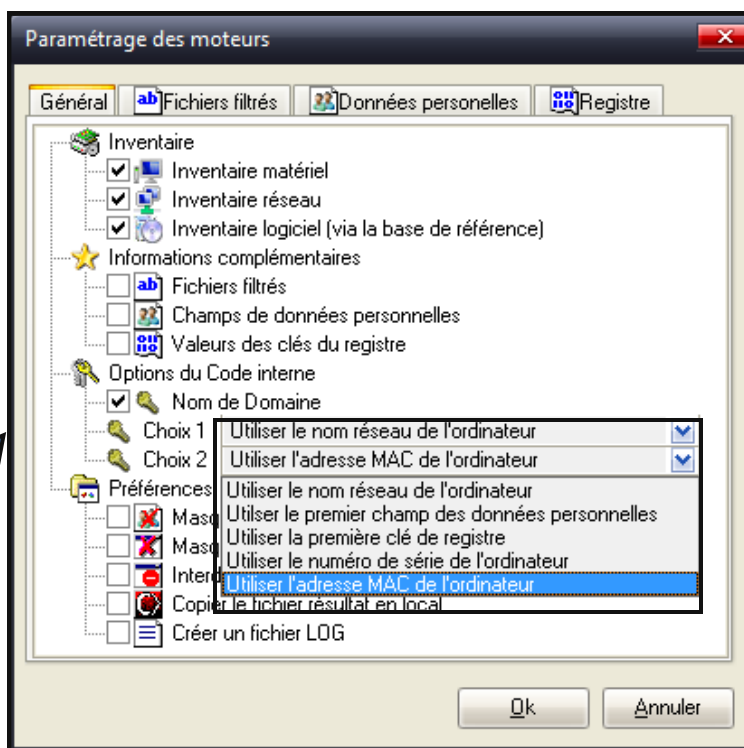 Paramétrage des moteurs
Général
Fichiers filtrés
Données personelles
Registre
Inventaire
Inventaire matériel
Inventaire réseau
Inventaire logiciel (via la base de référence)
Informations complémentaires
Fichiers filtrés
Champs de données personnelles
Valeurs des clés du registre
Options du Code interne
Nom de Domaine
Choix 1 Utiliser le nom réseau de l'ordinateur
Choix 2 Utiliser l'adresse MAC de l'ordinateur
Utiliser le nom réseau de l'ordinateur
Utilser le premier champ des données personnelles
Utiliser la première clé de registre
Utiliser le numéro de série de l'ordinateur
Utiliser l'adresse MAC de l'ordinateur
Préférences
Masq
Masq
Interd
Copier le fichier résultat en local
Créer un fichier LOG
Ok
Annuler